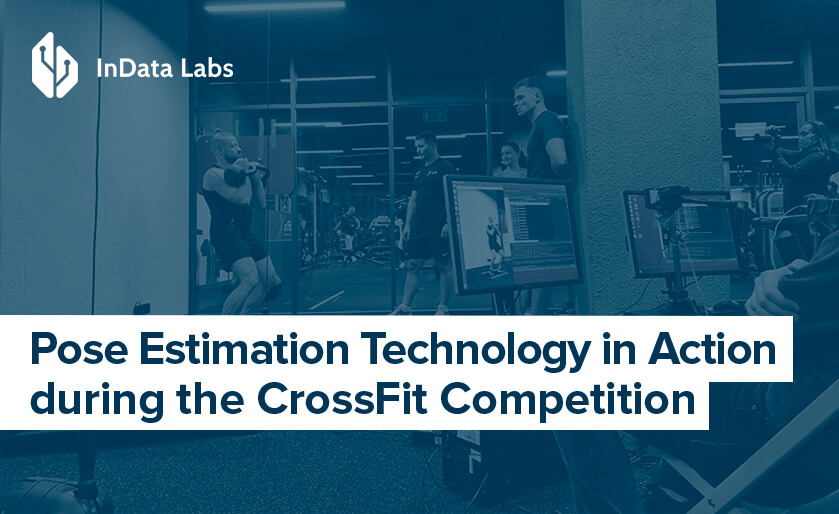 InData Labs
Pose Estimation Technology in Action
during the CrossFit Competition